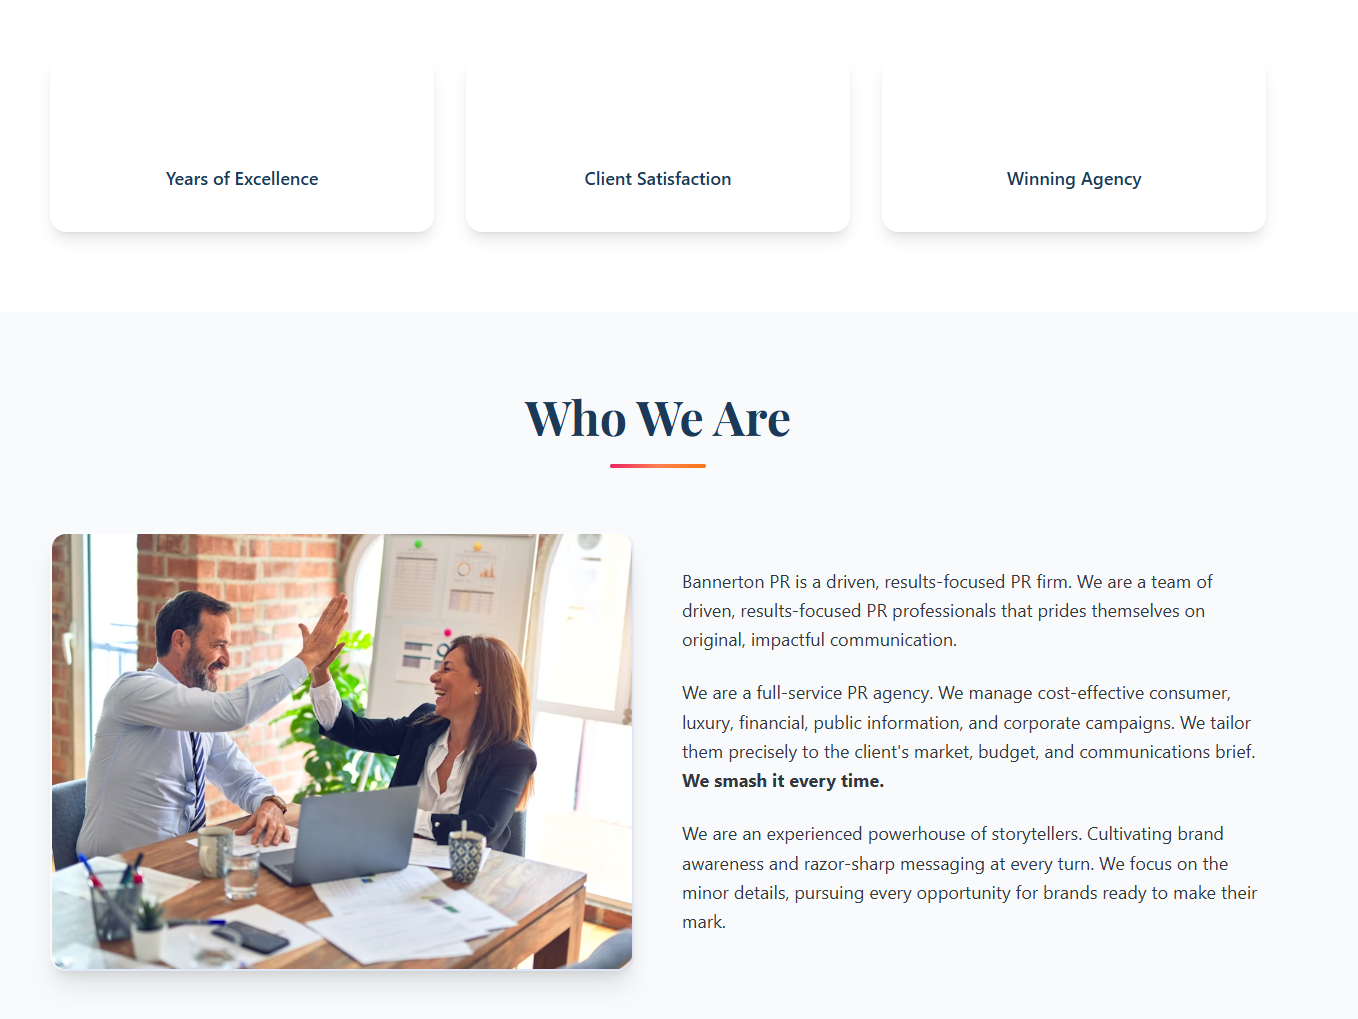 Years of Excellence
Client Satisfaction
Winning Agency
Who We Are
Bannerton PR is a driven, results-focused PR firm. We are a team of
driven, results-focused PR professionals that prides themselves on
original, impactful communication.
We are a full-service PR agency. We manage cost-effective consumer,
luxury, financial, public information, and corporate campaigns. We tailor
them precisely to the client's market, budget, and communications brief.
We smash it every time.
We are an experienced powerhouse of storytellers. Cultivating brand
awareness and razor-sharp messaging at every turn. We focus on the
minor details, pursuing every opportunity for brands ready to make their
mark.